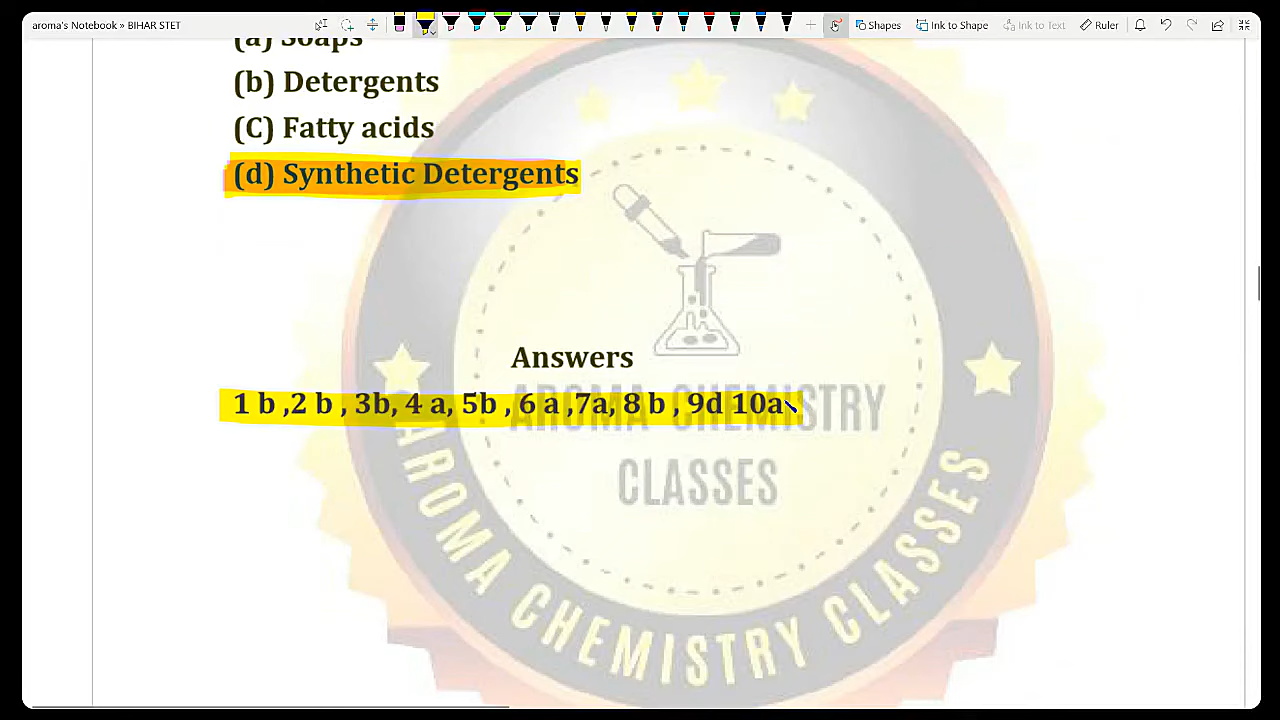 aroma's Notebook » BIHAR STET
Shapes
Ink to Shape
Ink to Text
Ruler
(a) Soaps
(b) Detergents
(C) Fatty acids
(d) Synthetic Detergents
Answers
1 b ,2 b , 3b, 4 a, 5b , 6 a ,7a, 8 b , 9d 10a
AROMA CHEMISTRY
CLASSES
AROMA CHEMISTRY CLASSES